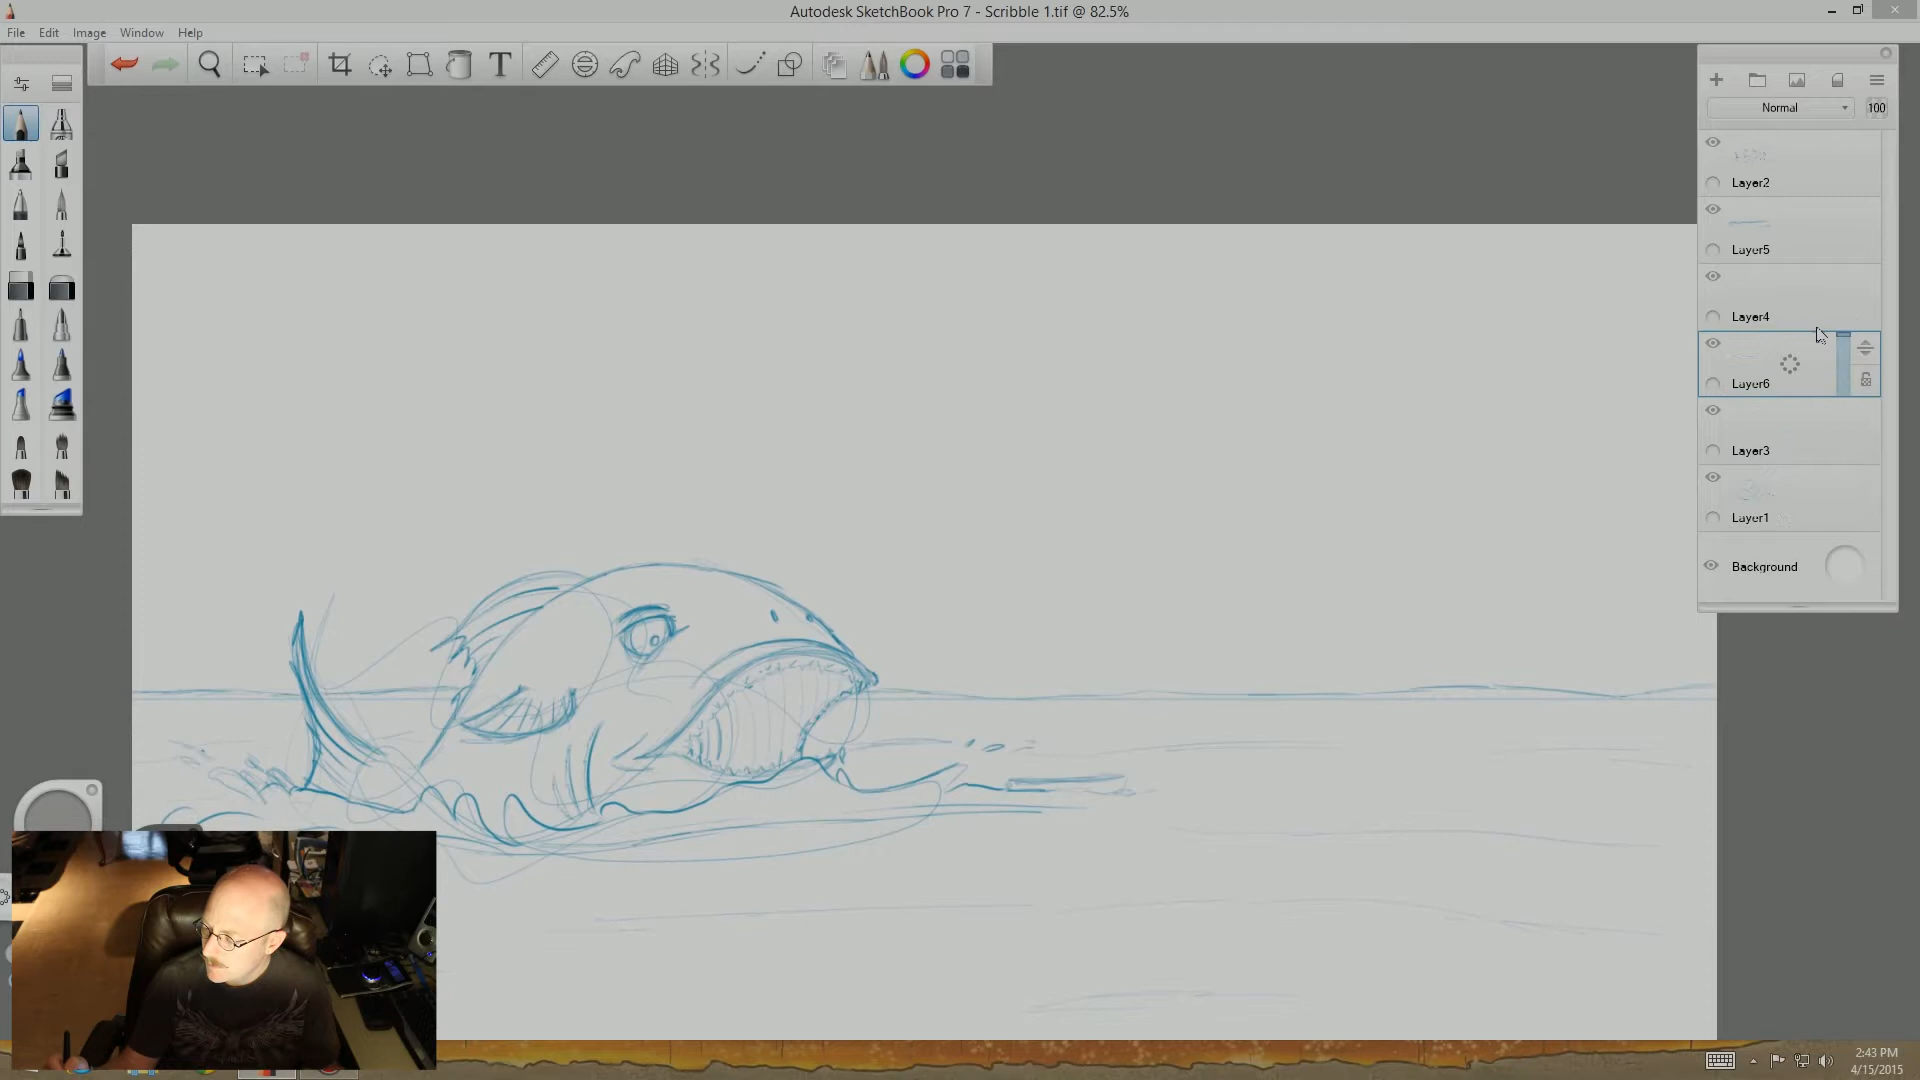 Autodesk SketchBook Pro 7 - Scribble 1.tif @ 82.5%
File Edit Image Window Help
T
Normal 100
Layer2
Layer5
Layer4
Layer6
Layer3
Layer1
Background
2:43 PM
4/15/2015